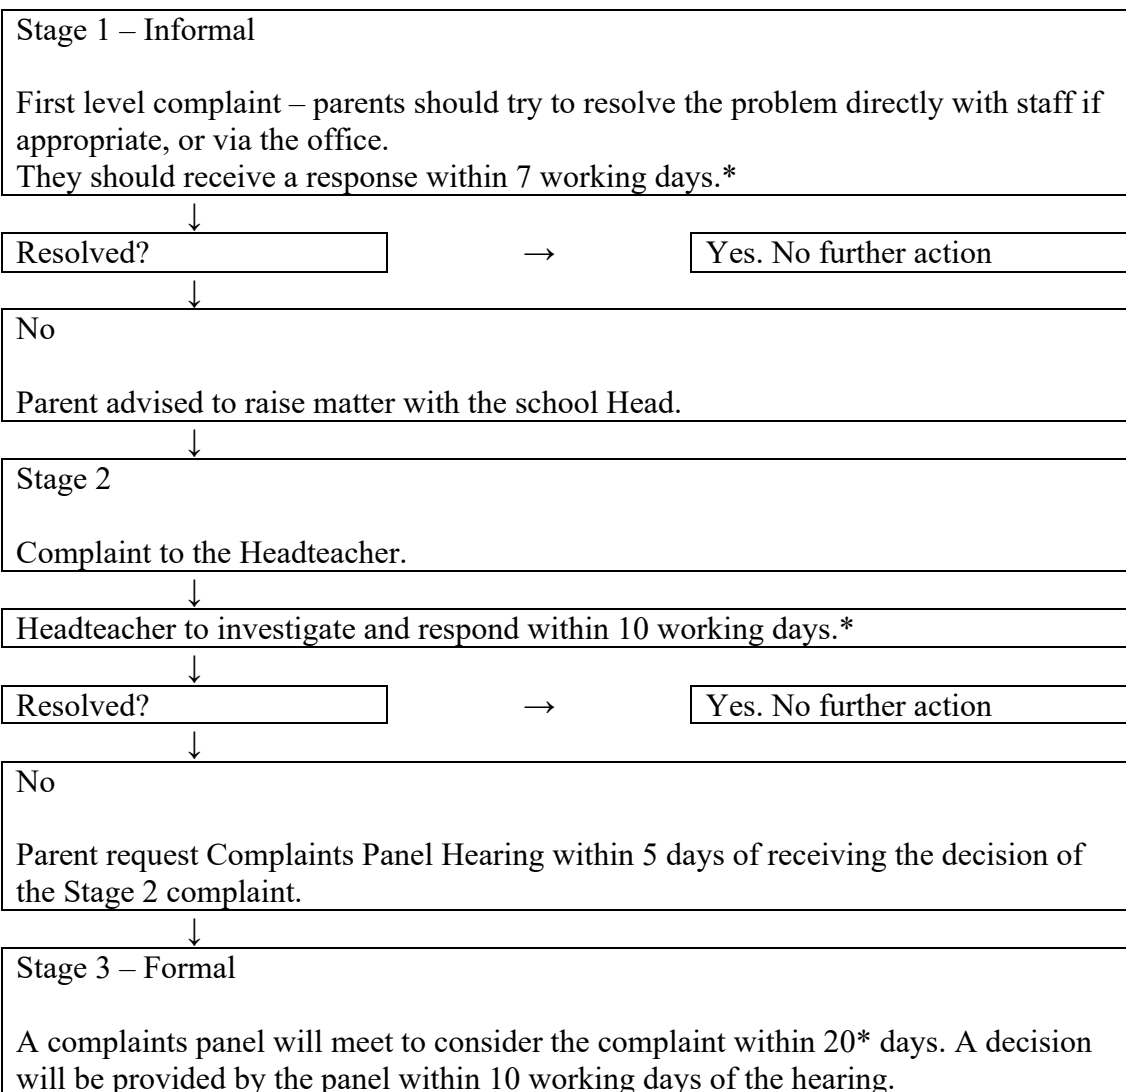 Stage 1 – Informal
First level complaint – parents should try to resolve the problem directly with staff if
appropriate, or via the office.
They should receive a response within 7 working days.*
↓
Resolved? → Yes. No further action
↓
No
Parent advised to raise matter with the school Head.
↓
Stage 2
Complaint to the Headteacher.
↓
Headteacher to investigate and respond within 10 working days.*
↓
Resolved? → Yes. No further action
↓
No
Parent request Complaints Panel Hearing within 5 days of receiving the decision of
the Stage 2 complaint.
↓
Stage 3 – Formal
A complaints panel will meet to consider the complaint within 20* days. A decision
will be provided by the panel within 10 working days of the hearing.